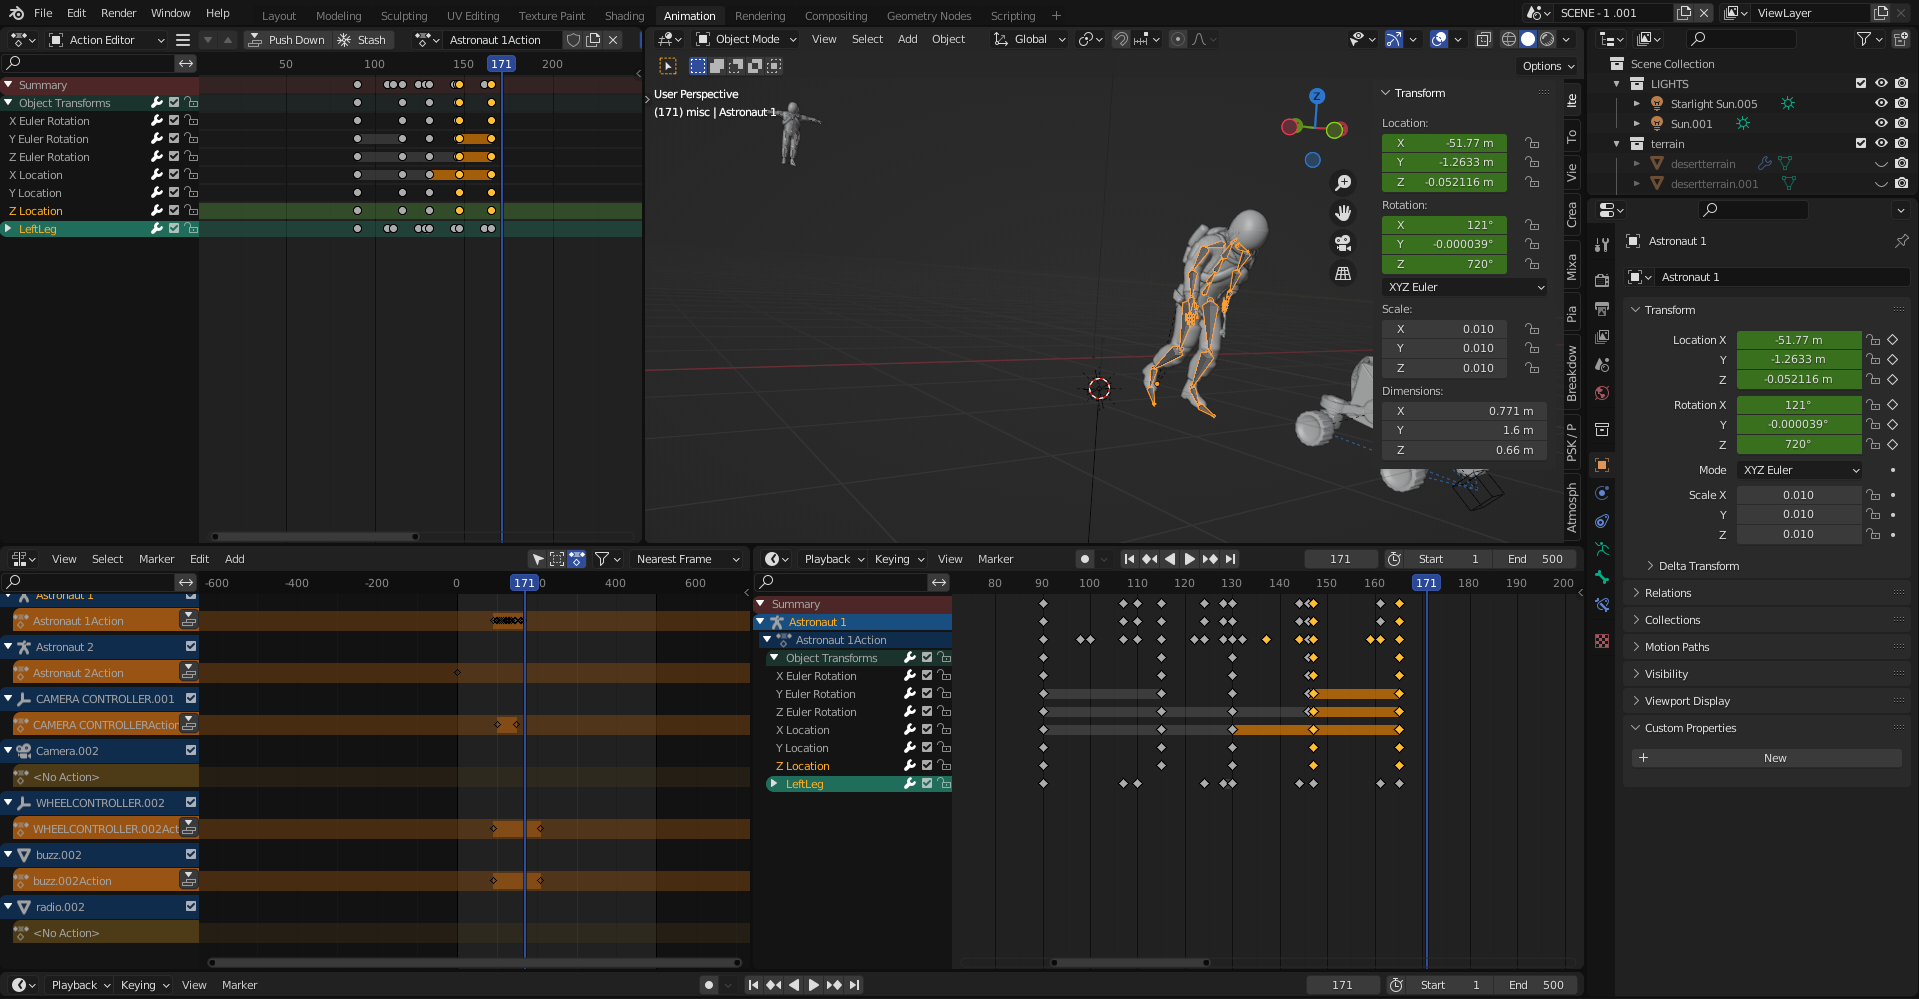 File Edit Render Window Help Layout Modeling Sculpting UV Editing Texture Paint Shading Animation Rendering Compositing Geometry Nodes Scripting + SCENE - 1 .001 ViewLayer
Action Editor Push Down Stash Astronaut 1Action
50 100 150 171 200
Summary
Object Transforms
X Euler Rotation
Y Euler Rotation
Z Euler Rotation
X Location
Y Location
Z Location
LeftLeg
Object Mode View Select Add Object Global
Options
User Perspective
(171) misc | Astronaut 1
Z
Transform
Location:
X -51.77 m
Y -1.2633 m
Z -0.052116 m
Rotation:
X 121°
Y -0.000039°
Z 720°
XYZ Euler
Scale:
X 0.010
Y 0.010
Z 0.010
Dimensions:
X 0.771 m
Y 1.6 m
Z 0.66 m
Ite
To
Vie
Crea
Mixa
Pia
Breakdow
PSK / P
Atmosph
Scene Collection
LIGHTS
Starlight Sun.005
Sun.001
terrain
desertterrain
desertterrain.001
Astronaut 1
Astronaut 1
Transform
Location X -51.77 m
Y -1.2633 m
Z -0.052116 m
Rotation X 121°
Y -0.000039°
Z 720°
Mode XYZ Euler
Scale X 0.010
Y 0.010
Z 0.010
Delta Transform
Relations
Collections
Motion Paths
Visibility
Viewport Display
Custom Properties
+ New
View Select Marker Edit Add Nearest Frame
-600 -400 -200 0 171 400 600
Astronaut 1
Astronaut 1Action
Astronaut 2
Astronaut 2Action
CAMERA CONTROLLER.001
CAMERA CONTROLLERAction
Camera.002
<No Action>
WHEELCONTROLLER.002
WHEELCONTROLLER.002Act
buzz.002
buzz.002Action
radio.002
<No Action>
Playback Keying View Marker 171 Start 1 End 500
80 90 100 110 120 130 140 150 160 171 180 190 200
Summary
Astronaut 1
Astronaut 1Action
Object Transforms
X Euler Rotation
Y Euler Rotation
Z Euler Rotation
X Location
Y Location
Z Location
LeftLeg
Playback Keying View Marker 171 Start 1 End 500